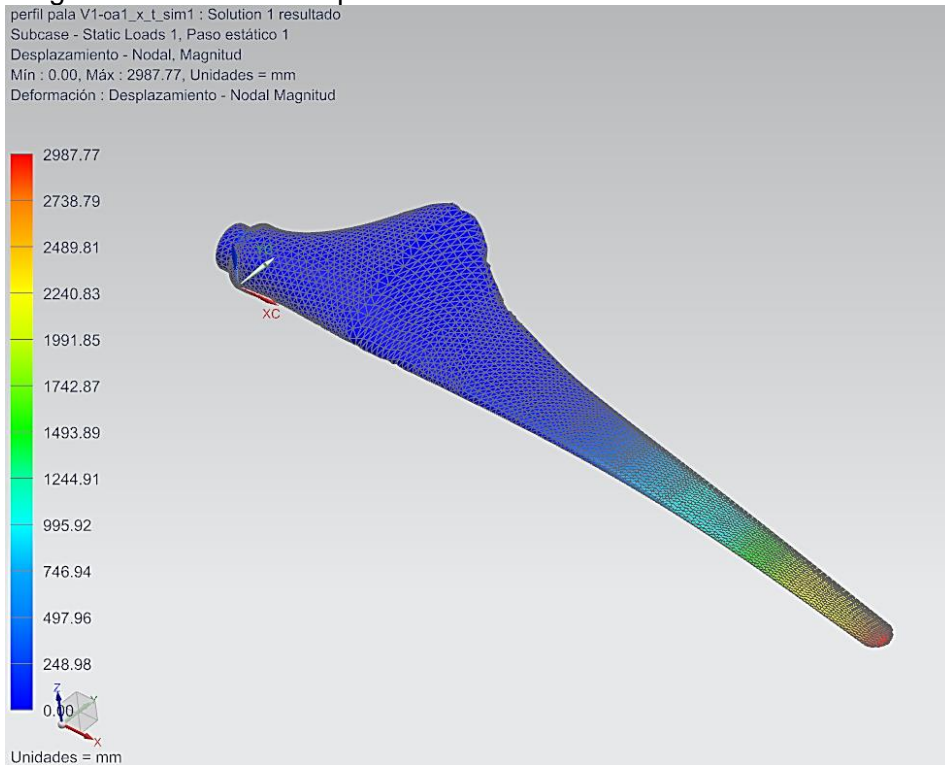 perfil pala V1-oa1_x_t_sim1 : Solution 1 resultado
Subcase - Static Loads 1, Paso estático 1
Desplazamiento - Nodal, Magnitud
Mín : 0.00, Máx : 2987.77, Unidades = mm
Deformación : Desplazamiento - Nodal Magnitud
2987.77
2738.79
2489.81
2240.83
1991.85
1742.87
1493.89
1244.91
995.92
746.94
497.96
248.98
0.00
XC
Z
Y
X
Unidades = mm